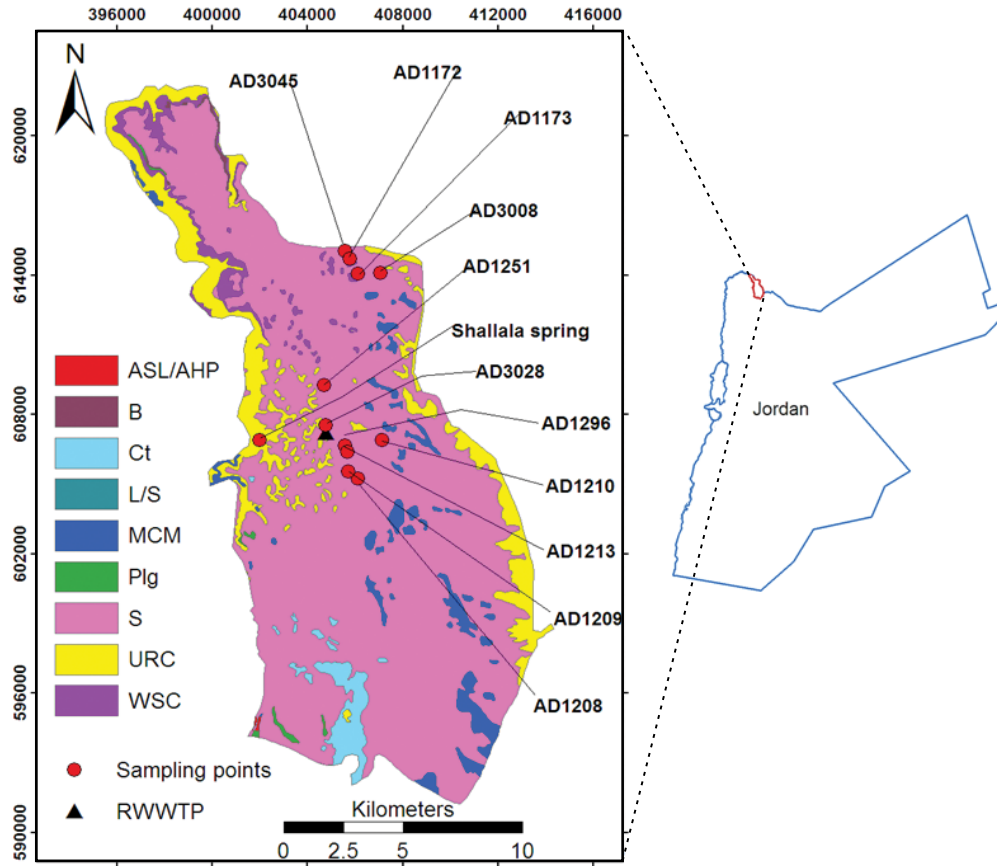 396000 400000 404000 408000 412000 416000
N
AD3045
AD1172
AD1173
AD3008
AD1251
Shallala spring
AD3028
AD1296
AD1210
AD1213
AD1209
AD1208
620000
614000
608000
602000
596000
590000
ASL/AHP
B
Ct
L/S
MCM
Plg
S
URC
WSC
Sampling points
RWWTP
Kilometers
0 2.5 5 10
Jordan